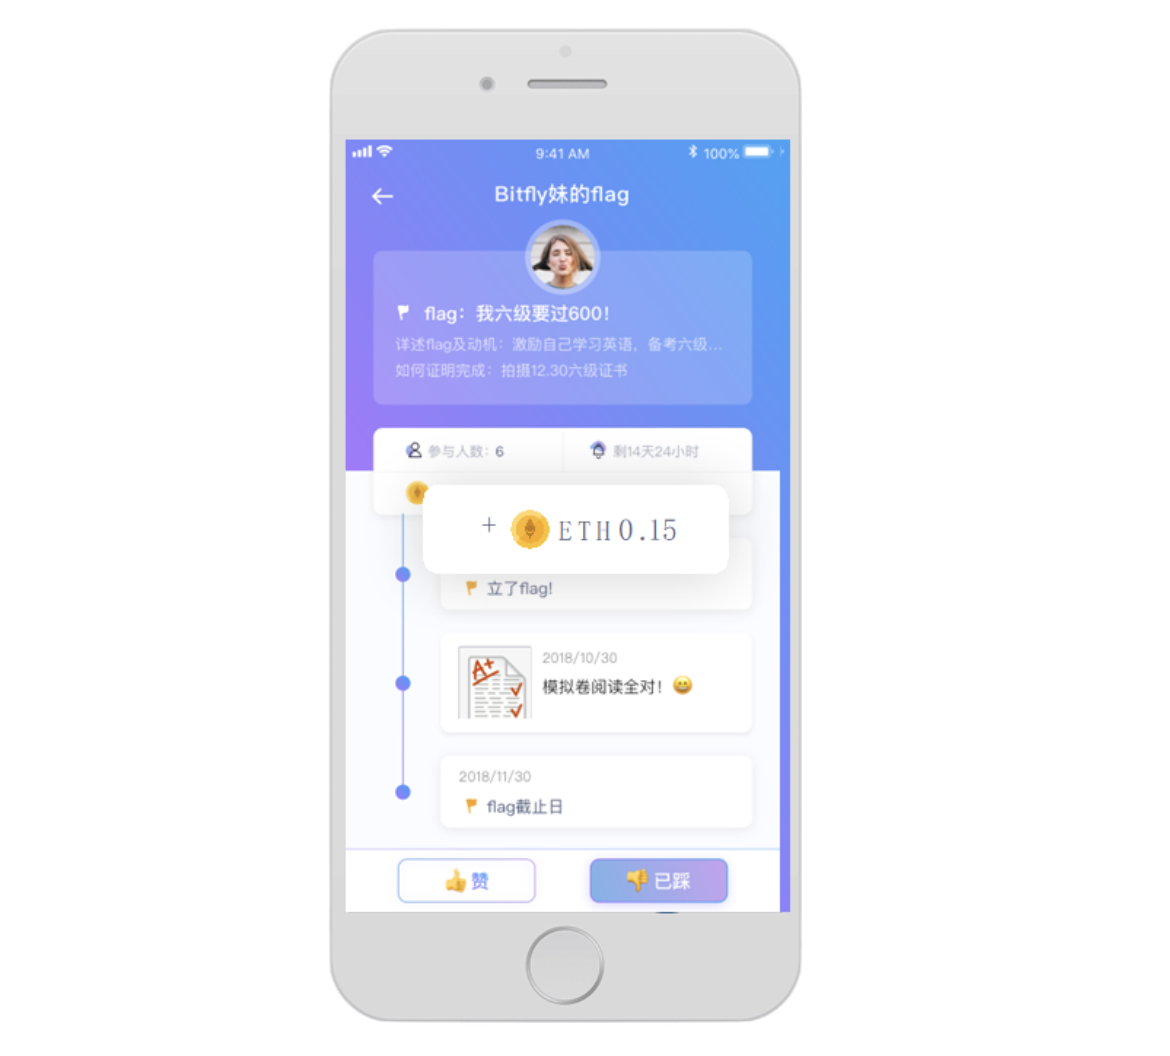 9:41 AM
100%
Bitfly妹的flag
flag：我六级要过600！
详述flag及动机：激励自己学习英语，备考六级...
如何证明完成：拍摄12.30六级证书
参与人数：6
剩14天24小时
+ ETH 0.15
立了flag!
A+
2018/10/30
模拟卷阅读全对！
2018/11/30
flag截止日
赞
已踩